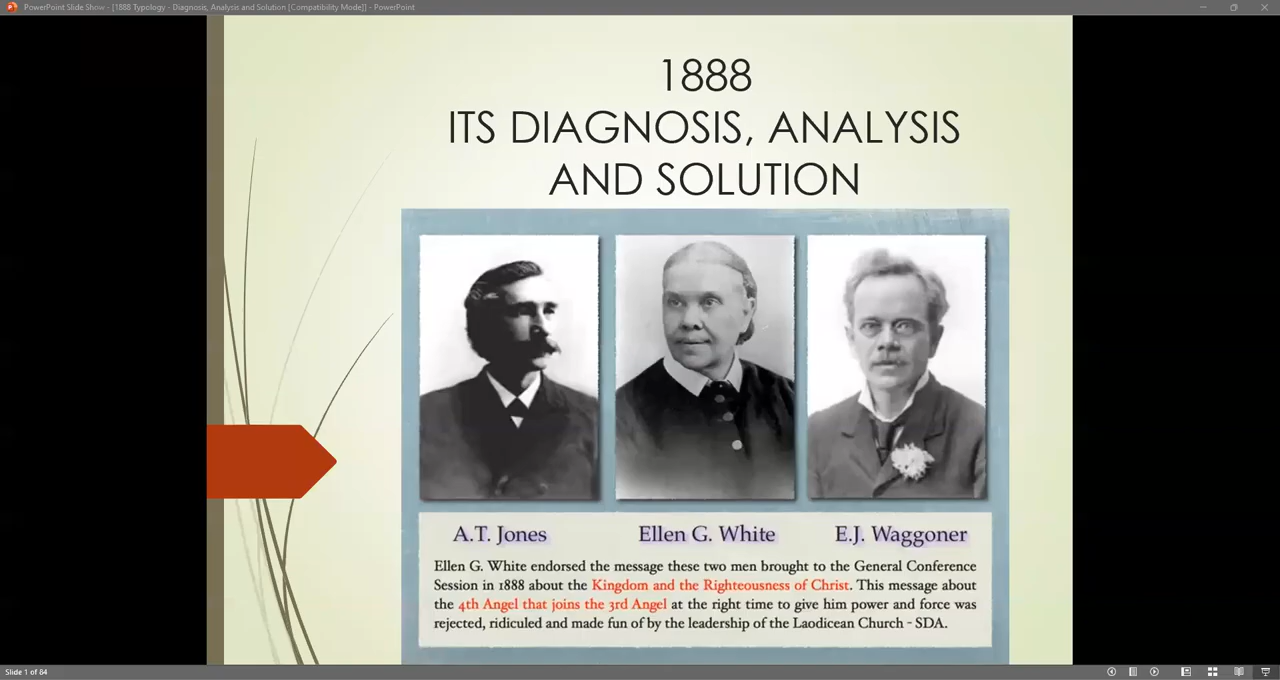 PowerPoint Slide Show - [1888 Typology - Diagnosis, Analysis and Solution [Compatibility Mode]] - PowerPoint
1888
ITS DIAGNOSIS, ANALYSIS
AND SOLUTION
A.T. Jones
Ellen G. White
E.J. Waggoner
Ellen G. White endorsed the message these two men brought to the General Conference
Session in 1888 about the Kingdom and the Righteousness of Christ. This message about
the 4th Angel that joins the 3rd Angel at the right time to give him power and force was
rejected, ridiculed and made fun of by the leadership of the Laodicean Church - SDA.
Slide 1 of 84